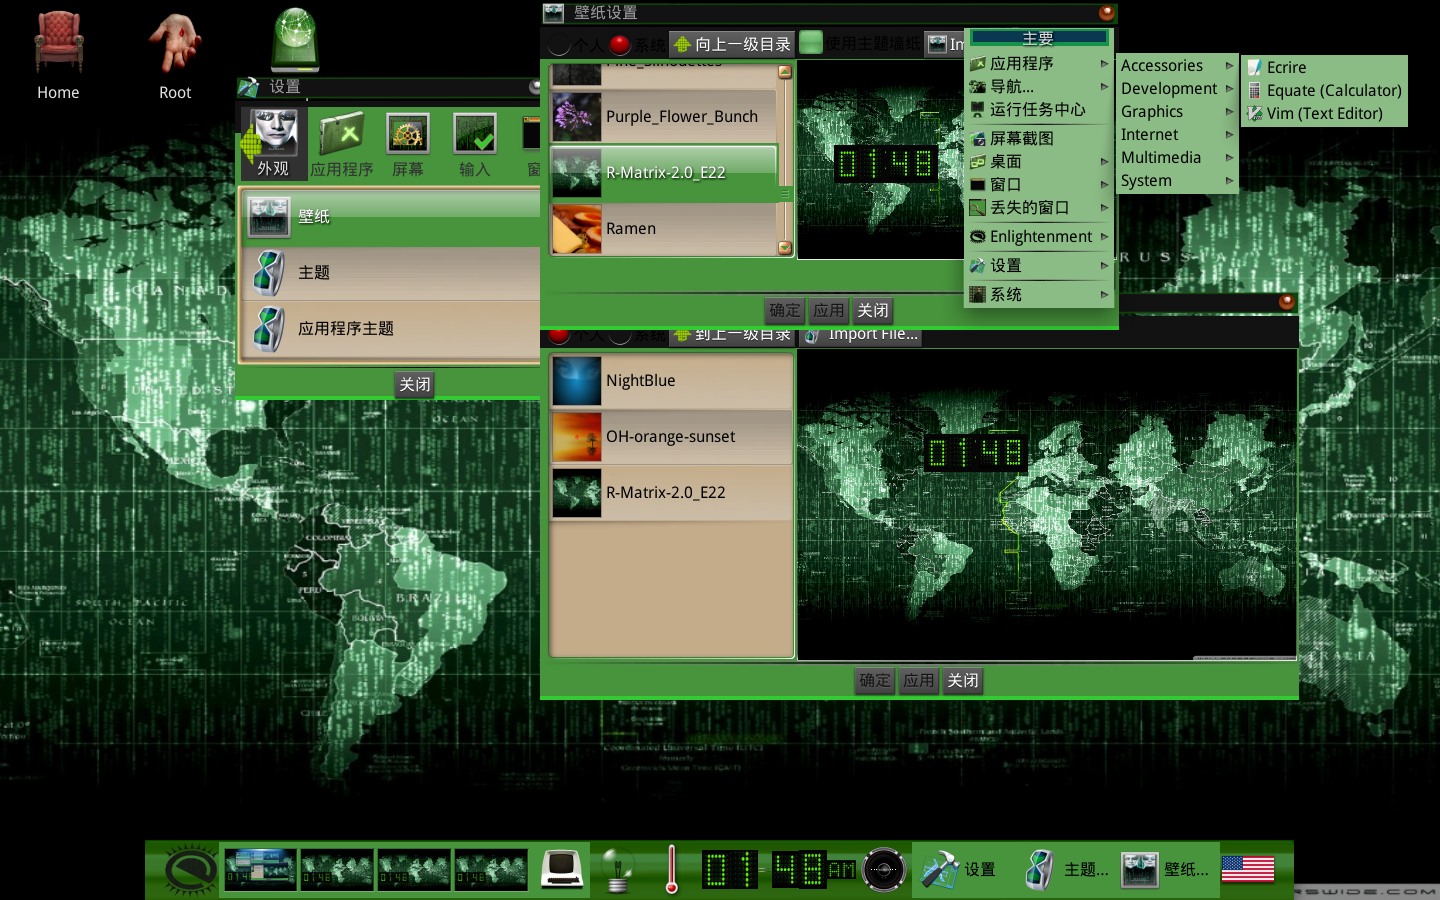 壁纸设置
Home
Root
设置
个人
系统
向上一级目录
使用主题墙纸
Im
主要
应用程序
导航...
运行任务中心
屏幕截图
桌面
窗口
丢失的窗口
Enlightenment
设置
系统
Accessories
Development
Graphics
Internet
Multimedia
System
Ecrire
Equate (Calculator)
Vim (Text Editor)
外观
应用程序
屏幕
输入
窗
壁纸
主题
应用程序主题
关闭
Pine_Silhouettes
Purple_Flower_Bunch
R-Matrix-2.0_E22
Ramen
01:48
确定
应用
关闭
个人
系统
到上一级目录
Import File...
NightBlue
OH-orange-sunset
R-Matrix-2.0_E22
01:48
确定
应用
关闭
CANADA
UNITED ST
MEXICO
OCEAN
VENEZUELA
COLOMBIA
PERU
BRAZIL
BOLIVIA
SOUTH PACIFIC
OCEAN
CHILE
RUSSIA
AUSTRALIA
Coordinated Universal Time (UTC)
01 48 AM
设置
主题...
壁纸...
RSWIDE.COM